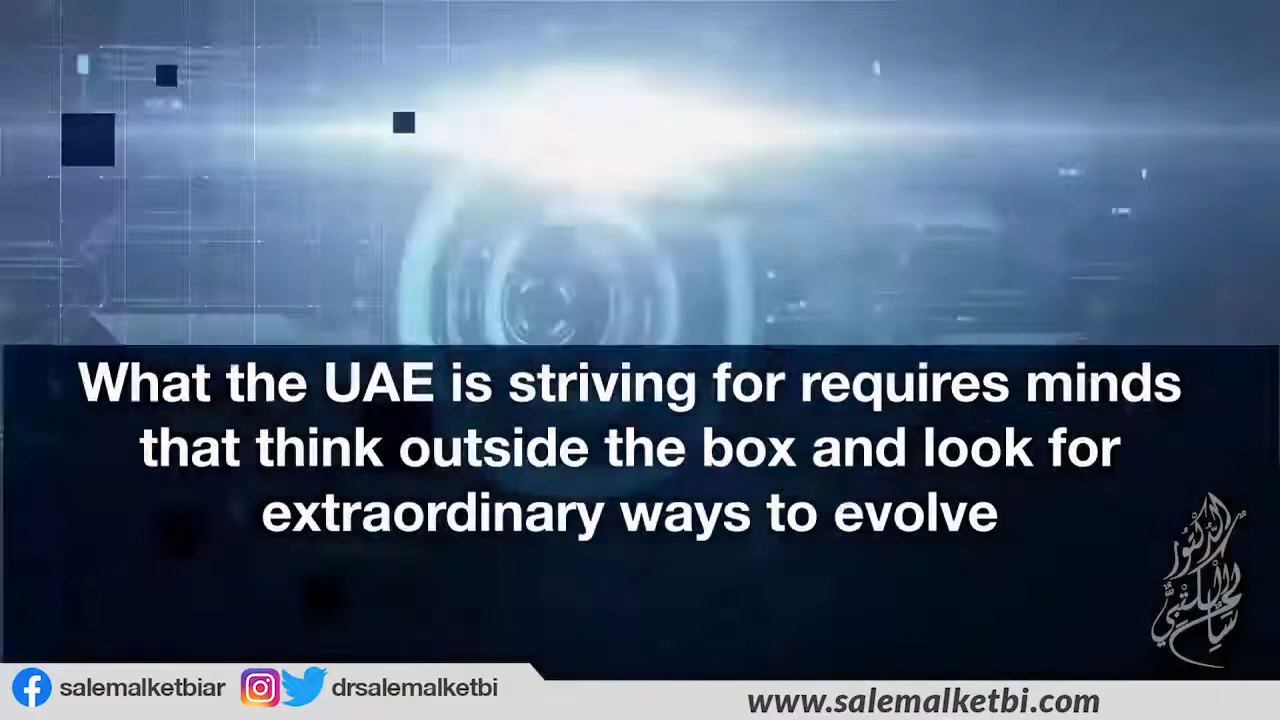 What the UAE is striving for requires minds
that think outside the box and look for
extraordinary ways to evolve
salemalketbiar
drsalemalketbi
www.salemalketbi.com